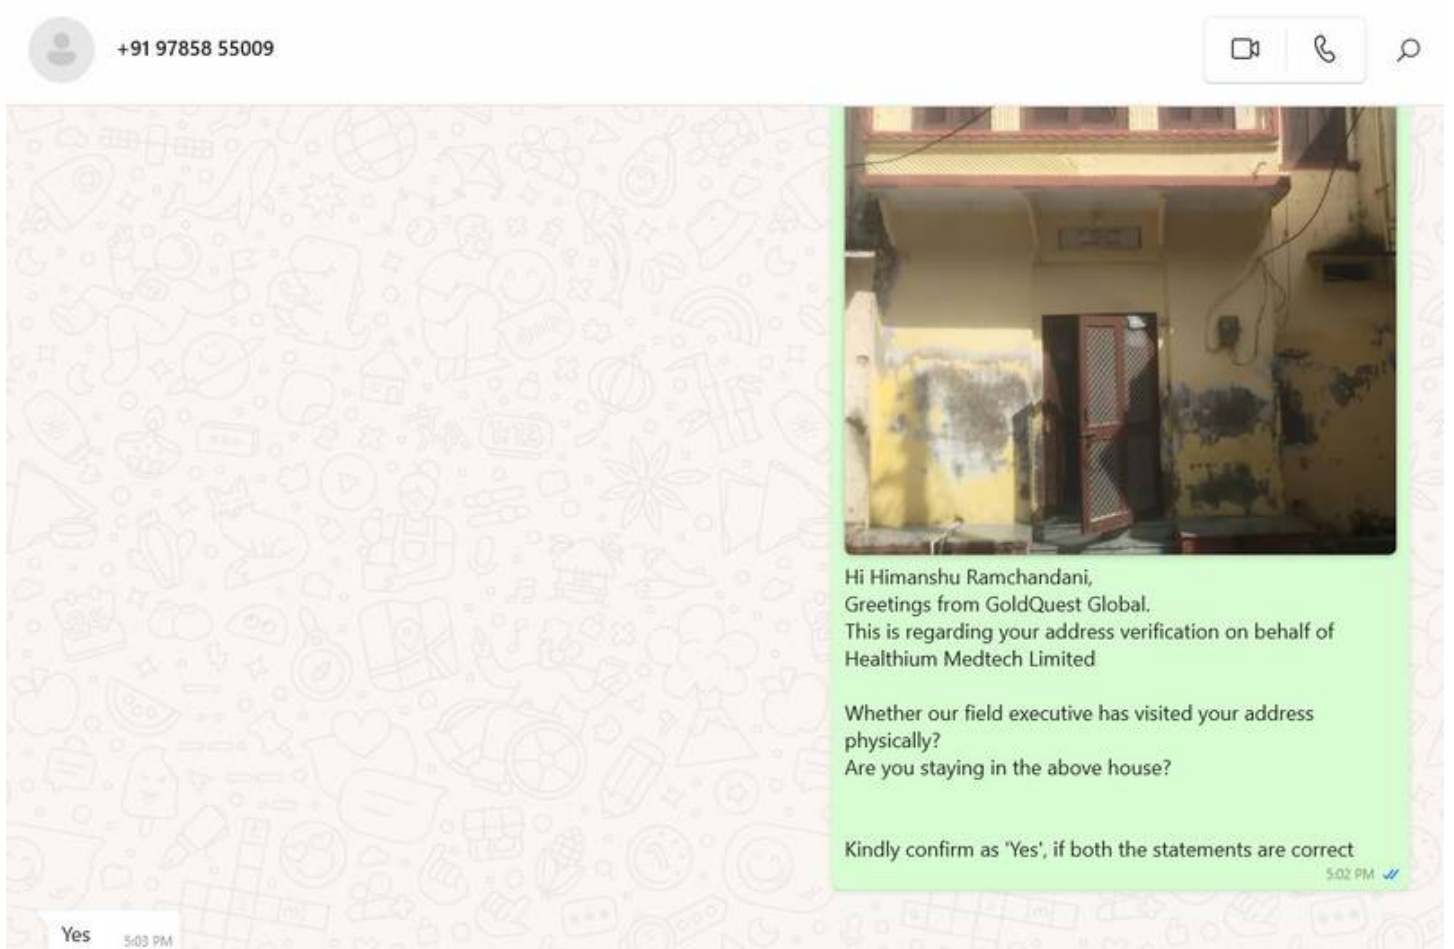 +91 97858 55009
Hi Himanshu Ramchandani,
Greetings from GoldQuest Global.
This is regarding your address verification on behalf of
Healthium Medtech Limited
Whether our field executive has visited your address
physically?
Are you staying in the above house?
Kindly confirm as 'Yes', if both the statements are correct
5:02 PM
Yes
5:03 PM